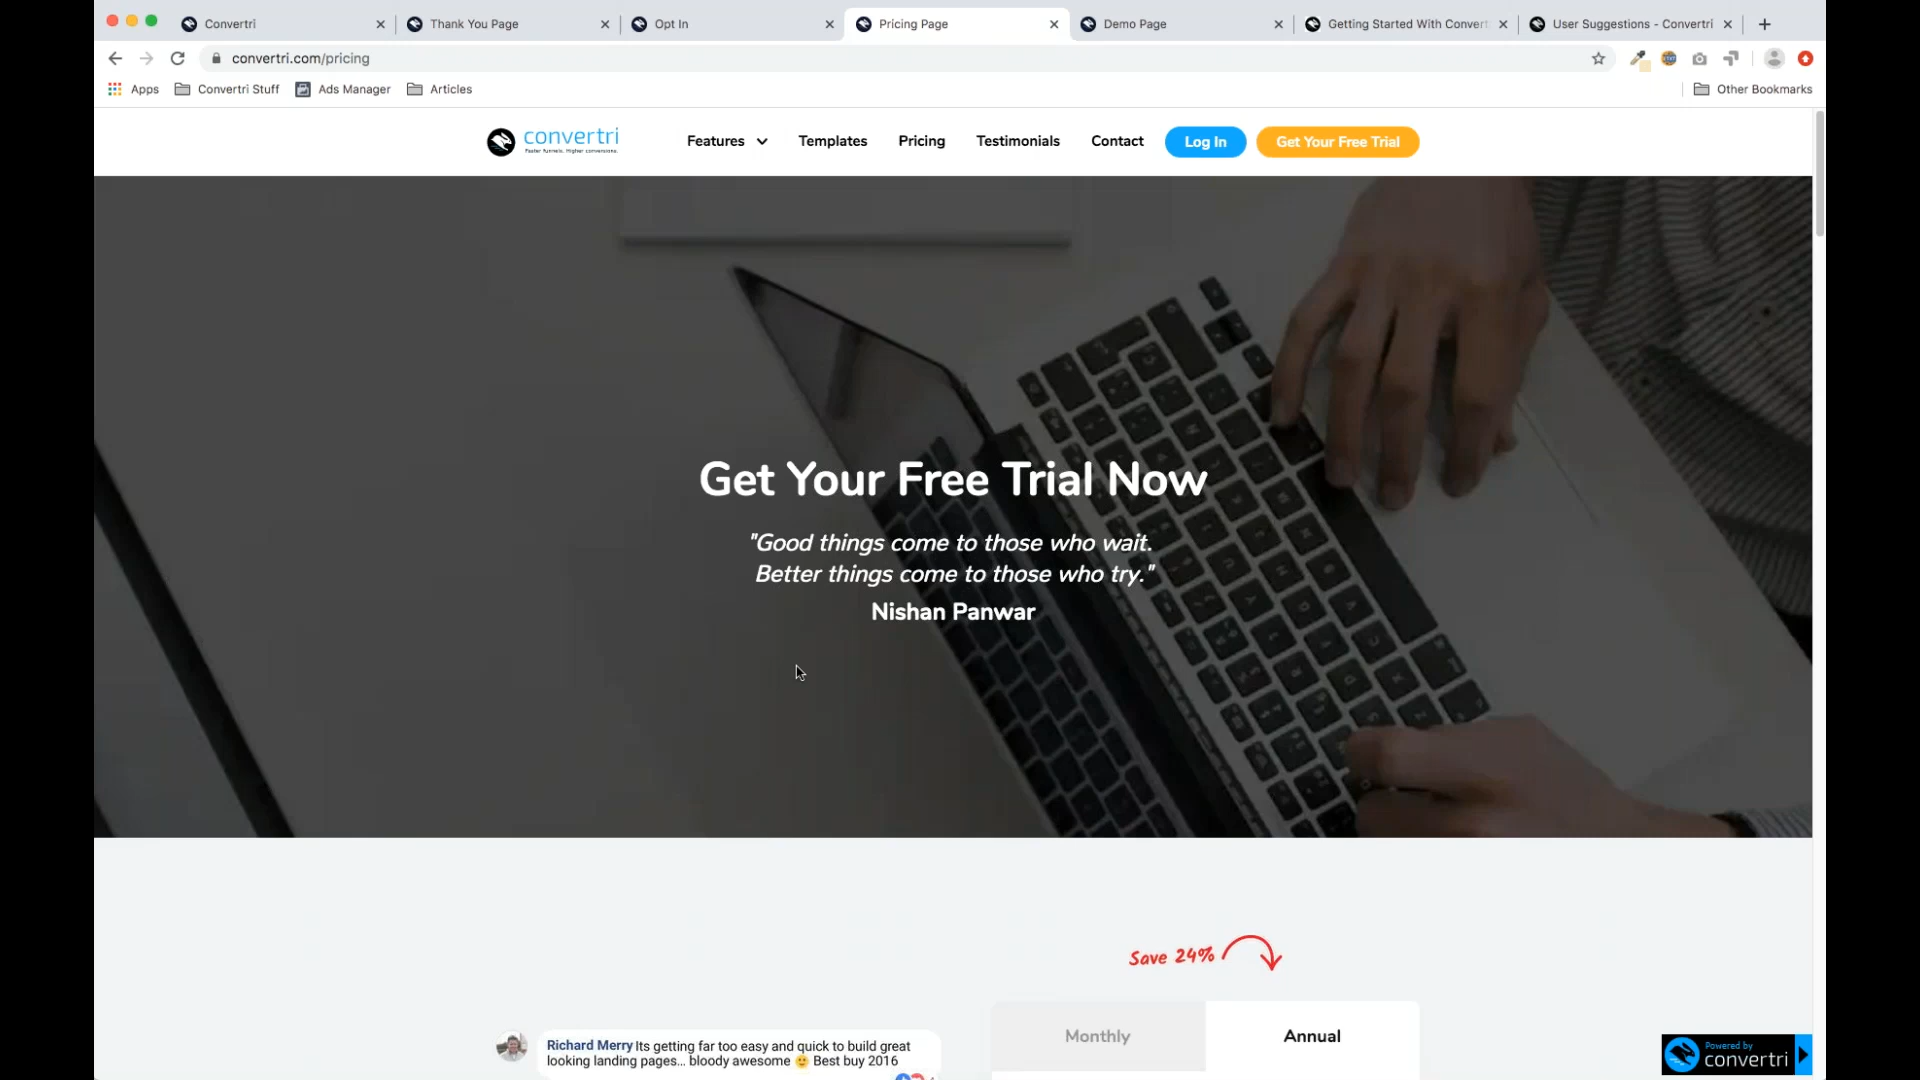 Convertri
Thank You Page
Opt In
Pricing Page
Demo Page
Getting Started With Convert
User Suggestions - Convertri
convertri.com/pricing
Apps
Convertri Stuff
Ads Manager
Articles
Other Bookmarks
convertri
Faster funnels. Higher conversions.
Features
Templates
Pricing
Testimonials
Contact
Log In
Get Your Free Trial
Get Your Free Trial Now
"Good things come to those who wait.
Better things come to those who try."
Nishan Panwar
Save 24%
Monthly
Annual
Richard Merry Its getting far too easy and quick to build great
looking landing pages... bloody awesome 🙂 Best buy 2016
Powered by
convertri